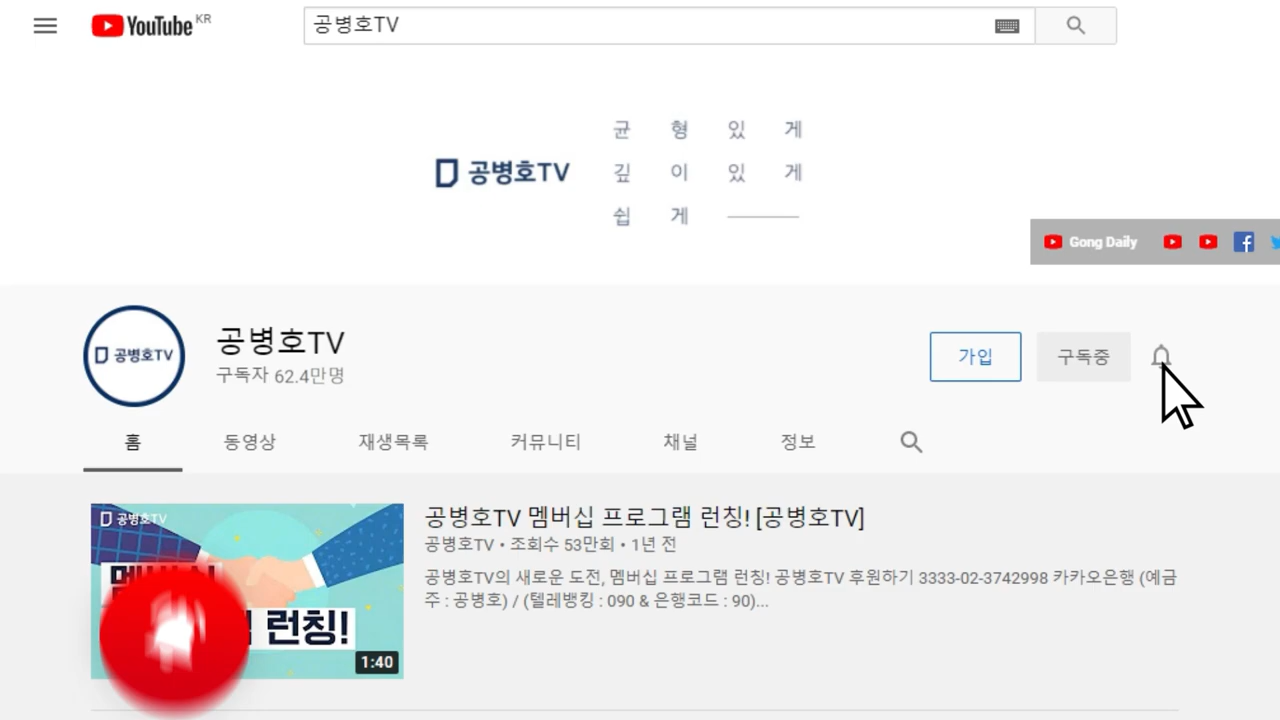 YouTube KR
공병호TV
균형있게
공병호TV
깊이있게
쉽게
Gong Daily
공병호TV
공병호TV
구독자 62.4만명
가입
구독중
홈
동영상
재생목록
커뮤니티
채널
정보
공병호TV
런칭!
1:40
공병호TV 멤버십 프로그램 런칭! [공병호TV]
공병호TV • 조회수 53만회 • 1년 전
공병호TV의 새로운 도전, 멤버십 프로그램 런칭! 공병호TV 후원하기 3333-02-3742998 카카오은행 (예금
주 : 공병호) / (텔레뱅킹 : 090 & 은행코드 : 90)...